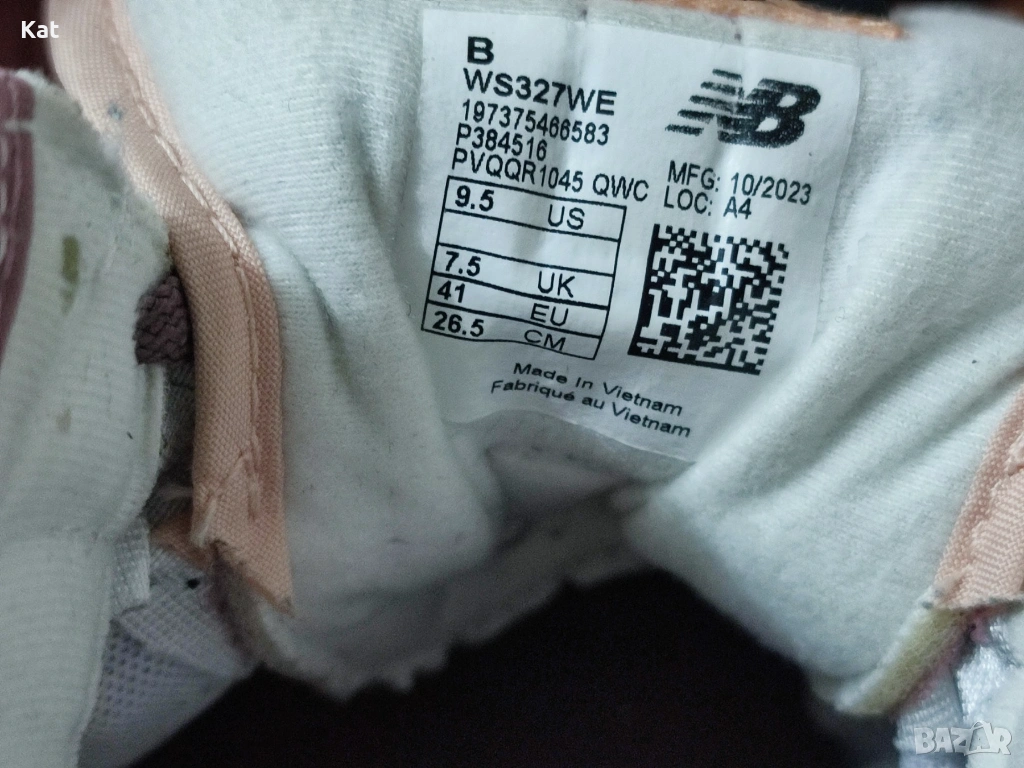 Kat
B
WS327WE
197375466583
P384516
PVQQR1045 QWC
NB
MFG: 10/2023
LOC: A4
9.5 US
7.5 UK
41 EU
26.5 CM
Made In Vietnam
Fabriqué au Vietnam
BAZAR